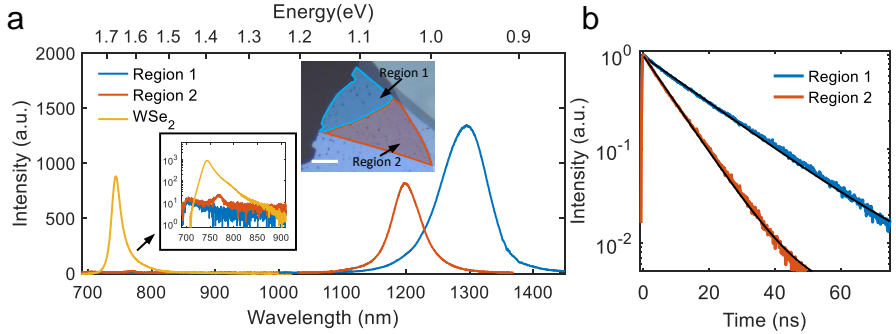 a
Energy(eV)
1.7 1.6 1.5 1.4 1.3 1.2 1.1 1.0 0.9
Intensity (a.u.)
2000
1500
1000
500
0
Region 1
Region 2
WSe2
10^3
10^2
10^1
10^0
700 750 800 850 900
Region 1
Region 2
700 800 900 1000 1100 1200 1300 1400
Wavelength (nm)
b
Intensity (a.u.)
10^0
10^-1
10^-2
Region 1
Region 2
0 20 40 60
Time (ns)